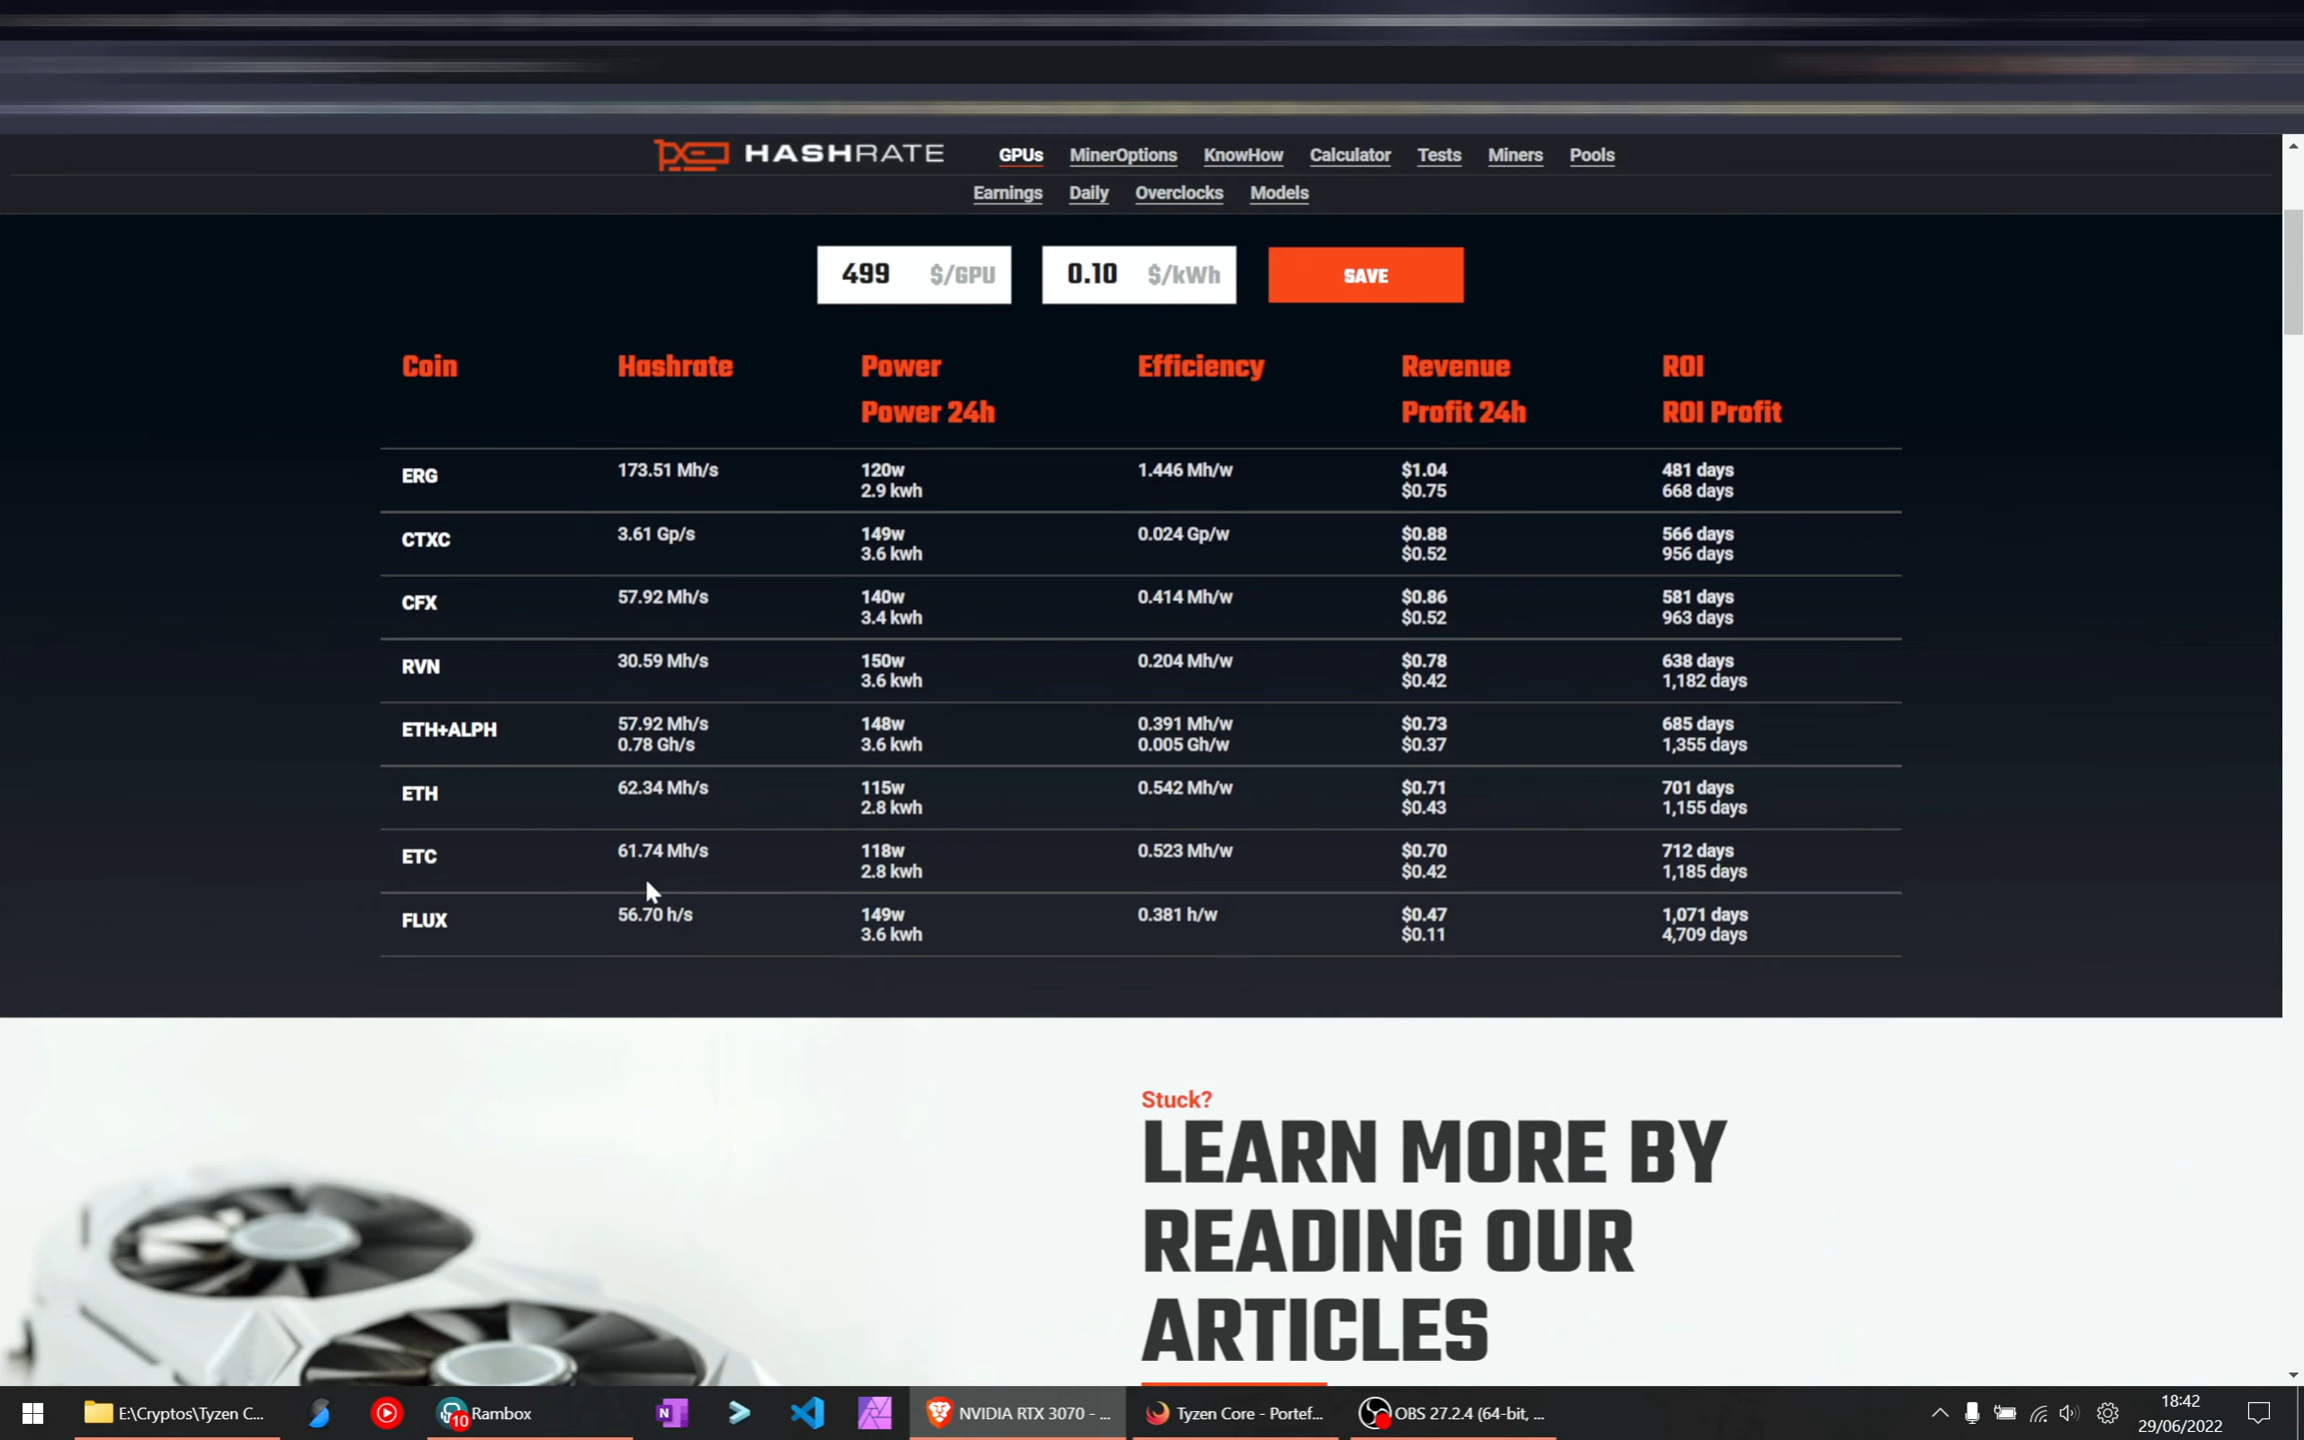 HASHRATE
GPUs MinerOptions KnowHow Calculator Tests Miners Pools
Earnings Daily Overclocks Models
499 $/GPU 0.10 $/kWh SAVE
Coin Hashrate Power Efficiency Revenue ROI
Power 24h Profit 24h ROI Profit
ERG 173.51 Mh/s 120w 1.446 Mh/w $1.04 481 days
2.9 kwh $0.75 668 days
CTXC 3.61 Gp/s 149w 0.024 Gp/w $0.88 566 days
3.6 kwh $0.52 956 days
CFX 57.92 Mh/s 140w 0.414 Mh/w $0.86 581 days
3.4 kwh $0.52 963 days
RVN 30.59 Mh/s 150w 0.204 Mh/w $0.78 638 days
3.6 kwh $0.42 1,182 days
ETH+ALPH 57.92 Mh/s 148w 0.391 Mh/w $0.73 685 days
0.78 Gh/s 3.6 kwh 0.005 Gh/w $0.37 1,355 days
ETH 62.34 Mh/s 115w 0.542 Mh/w $0.71 701 days
2.8 kwh $0.43 1,155 days
ETC 61.74 Mh/s 118w 0.523 Mh/w $0.70 712 days
2.8 kwh $0.42 1,185 days
FLUX 56.70 h/s 149w 0.381 h/w $0.47 1,071 days
3.6 kwh $0.11 4,709 days
Stuck?
LEARN MORE BY
READING OUR
ARTICLES
E:\Cryptos\Tyzen C... 10 Rambox N NVIDIA RTX 3070 - ... Tyzen Core - Portef... OBS 27.2.4 (64-bit, ... 18:42
29/06/2022